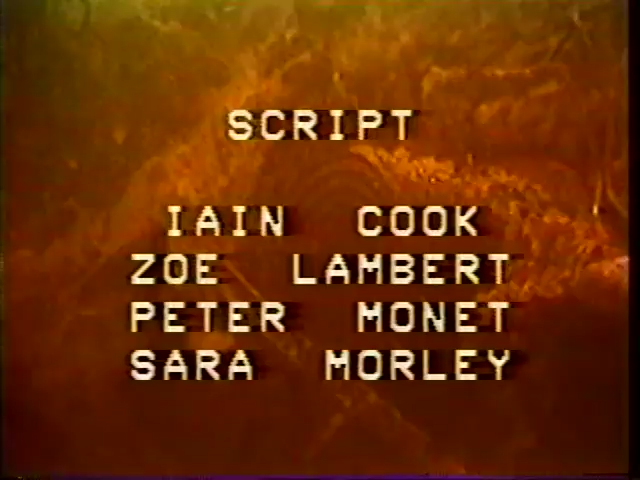 SCRIPT
IAIN COOK
ZOE LAMBERT
PETER MONET
SARA MORLEY